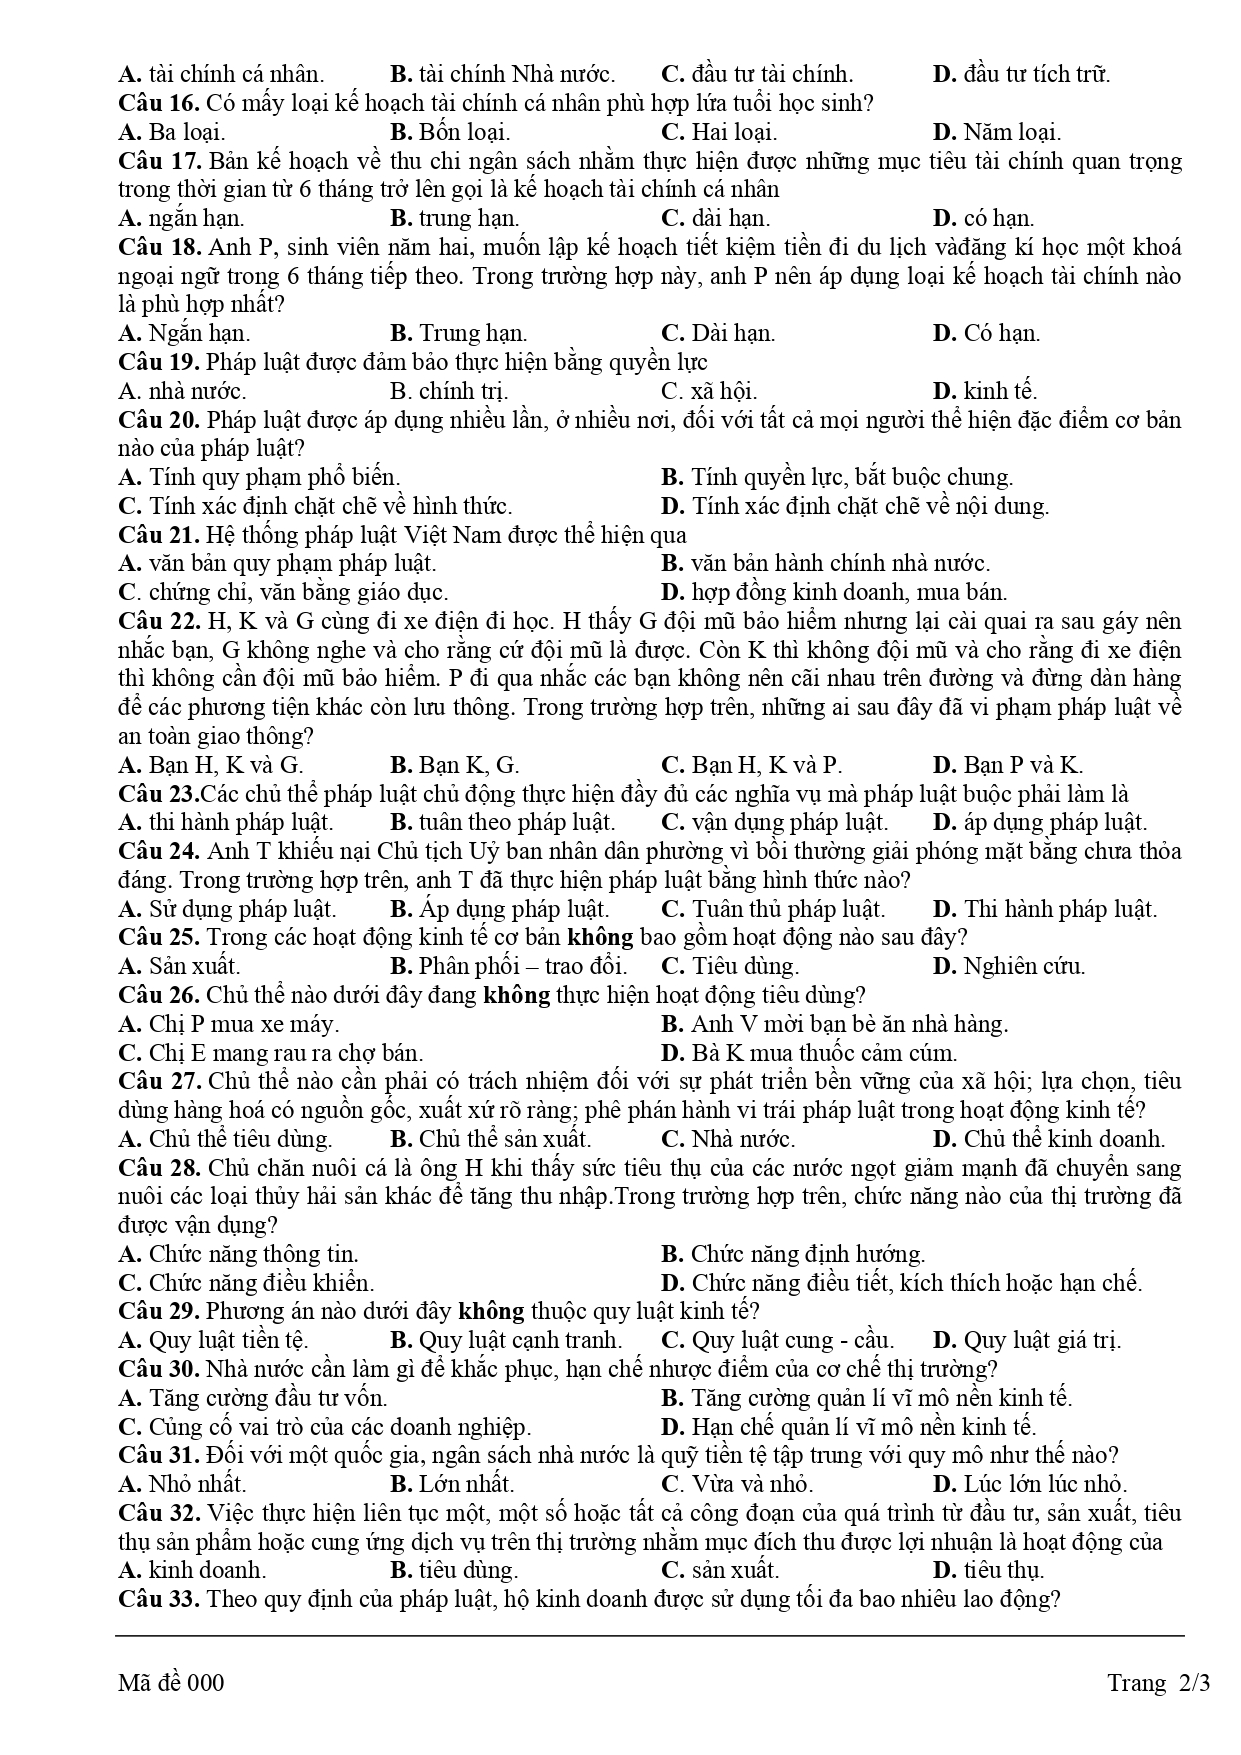 A. tài chính cá nhân. B. tài chính Nhà nước. C. đầu tư tài chính. D. đầu tư tích trữ.
Câu 16. Có mấy loại kế hoạch tài chính cá nhân phù hợp lứa tuổi học sinh?
A. Ba loại. B. Bốn loại. C. Hai loại. D. Năm loại.
Câu 17. Bản kế hoạch về thu chi ngân sách nhằm thực hiện được những mục tiêu tài chính quan trọng
trong thời gian từ 6 tháng trở lên gọi là kế hoạch tài chính cá nhân
A. ngắn hạn. B. trung hạn. C. dài hạn. D. có hạn.
Câu 18. Anh P, sinh viên năm hai, muốn lập kế hoạch tiết kiệm tiền đi du lịch vàđăng kí học một khoá
ngoại ngữ trong 6 tháng tiếp theo. Trong trường hợp này, anh P nên áp dụng loại kế hoạch tài chính nào
là phù hợp nhất?
A. Ngắn hạn. B. Trung hạn. C. Dài hạn. D. Có hạn.
Câu 19. Pháp luật được đảm bảo thực hiện bằng quyền lực
A. nhà nước. B. chính trị. C. xã hội. D. kinh tế.
Câu 20. Pháp luật được áp dụng nhiều lần, ở nhiều nơi, đối với tất cả mọi người thể hiện đặc điểm cơ bản
nào của pháp luật?
A. Tính quy phạm phổ biến. B. Tính quyền lực, bắt buộc chung.
C. Tính xác định chặt chẽ về hình thức. D. Tính xác định chặt chẽ về nội dung.
Câu 21. Hệ thống pháp luật Việt Nam được thể hiện qua
A. văn bản quy phạm pháp luật. B. văn bản hành chính nhà nước.
C. chứng chỉ, văn bằng giáo dục. D. hợp đồng kinh doanh, mua bán.
Câu 22. H, K và G cùng đi xe điện đi học. H thấy G đội mũ bảo hiểm nhưng lại cài quai ra sau gáy nên
nhắc bạn, G không nghe và cho rằng cứ đội mũ là được. Còn K thì không đội mũ và cho rằng đi xe điện
thì không cần đội mũ bảo hiểm. P đi qua nhắc các bạn không nên cãi nhau trên đường và đừng dàn hàng
để các phương tiện khác còn lưu thông. Trong trường hợp trên, những ai sau đây đã vi phạm pháp luật về
an toàn giao thông?
A. Bạn H, K và G. B. Bạn K, G. C. Bạn H, K và P. D. Bạn P và K.
Câu 23.Các chủ thể pháp luật chủ động thực hiện đầy đủ các nghĩa vụ mà pháp luật buộc phải làm là
A. thi hành pháp luật. B. tuân theo pháp luật. C. vận dụng pháp luật. D. áp dụng pháp luật.
Câu 24. Anh T khiếu nại Chủ tịch Uỷ ban nhân dân phường vì bồi thường giải phóng mặt bằng chưa thỏa
đáng. Trong trường hợp trên, anh T đã thực hiện pháp luật bằng hình thức nào?
A. Sử dụng pháp luật. B. Áp dụng pháp luật. C. Tuân thủ pháp luật. D. Thi hành pháp luật.
Câu 25. Trong các hoạt động kinh tế cơ bản không bao gồm hoạt động nào sau đây?
A. Sản xuất. B. Phân phối – trao đổi. C. Tiêu dùng. D. Nghiên cứu.
Câu 26. Chủ thể nào dưới đây đang không thực hiện hoạt động tiêu dùng?
A. Chị P mua xe máy. B. Anh V mời bạn bè ăn nhà hàng.
C. Chị E mang rau ra chợ bán. D. Bà K mua thuốc cảm cúm.
Câu 27. Chủ thể nào cần phải có trách nhiệm đối với sự phát triển bền vững của xã hội; lựa chọn, tiêu
dùng hàng hoá có nguồn gốc, xuất xứ rõ ràng; phê phán hành vi trái pháp luật trong hoạt động kinh tế?
A. Chủ thể tiêu dùng. B. Chủ thể sản xuất. C. Nhà nước. D. Chủ thể kinh doanh.
Câu 28. Chủ chăn nuôi cá là ông H khi thấy sức tiêu thụ của các nước ngọt giảm mạnh đã chuyển sang
nuôi các loại thủy hải sản khác để tăng thu nhập.Trong trường hợp trên, chức năng nào của thị trường đã
được vận dụng?
A. Chức năng thông tin. B. Chức năng định hướng.
C. Chức năng điều khiển. D. Chức năng điều tiết, kích thích hoặc hạn chế.
Câu 29. Phương án nào dưới đây không thuộc quy luật kinh tế?
A. Quy luật tiền tệ. B. Quy luật cạnh tranh. C. Quy luật cung - cầu. D. Quy luật giá trị.
Câu 30. Nhà nước cần làm gì để khắc phục, hạn chế nhược điểm của cơ chế thị trường?
A. Tăng cường đầu tư vốn. B. Tăng cường quản lí vĩ mô nền kinh tế.
C. Củng cố vai trò của các doanh nghiệp. D. Hạn chế quản lí vĩ mô nền kinh tế.
Câu 31. Đối với một quốc gia, ngân sách nhà nước là quỹ tiền tệ tập trung với quy mô như thế nào?
A. Nhỏ nhất. B. Lớn nhất. C. Vừa và nhỏ. D. Lúc lớn lúc nhỏ.
Câu 32. Việc thực hiện liên tục một, một số hoặc tất cả công đoạn của quá trình từ đầu tư, sản xuất, tiêu
thụ sản phẩm hoặc cung ứng dịch vụ trên thị trường nhằm mục đích thu được lợi nhuận là hoạt động của
A. kinh doanh. B. tiêu dùng. C. sản xuất. D. tiêu thụ.
Câu 33. Theo quy định của pháp luật, hộ kinh doanh được sử dụng tối đa bao nhiêu lao động?
Mã đề 000 Trang 2/3